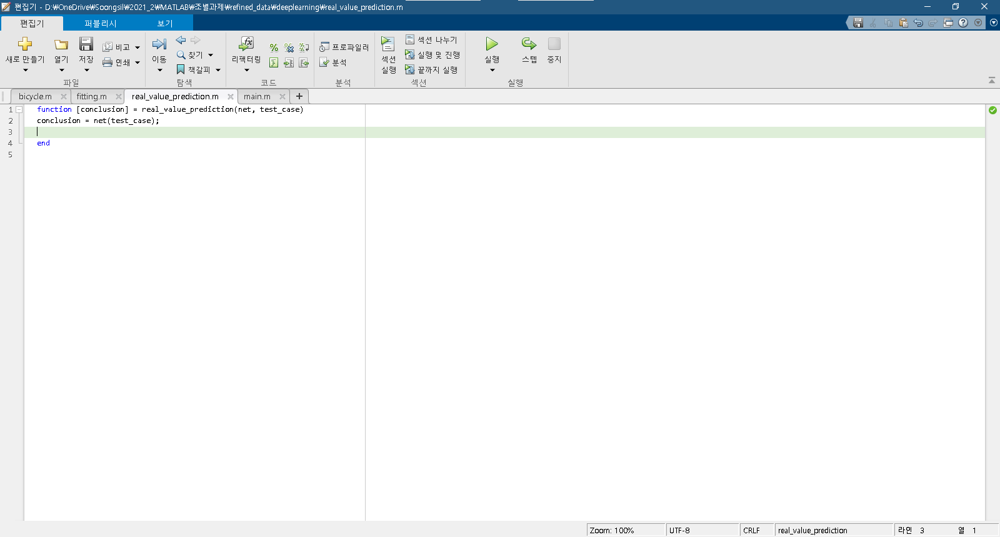 편집기 - D:₩OneDrive₩Soongsil₩2021_2₩MATLAB₩조별과제₩refined_data₩deeplearning₩real_value_prediction.m
편집기 퍼블리시 보기
새로 만들기 열기 저장 비교 인쇄
파일
이동 찾기 책갈피
탐색
리팩터링
코드
프로파일러
분석
분석
섹션 실행 섹션 나누기
실행 및 진행
끝까지 실행
섹션
실행 스텝 중지
실행
bicycle.m fitting.m real_value_prediction.m main.m +
1 function [conclusion] = real_value_prediction(net, test_case)
2 conclusion = net(test_case);
3
4 end
5
Zoom: 100% UTF-8 CRLF real_value_prediction 라인 3 열 1